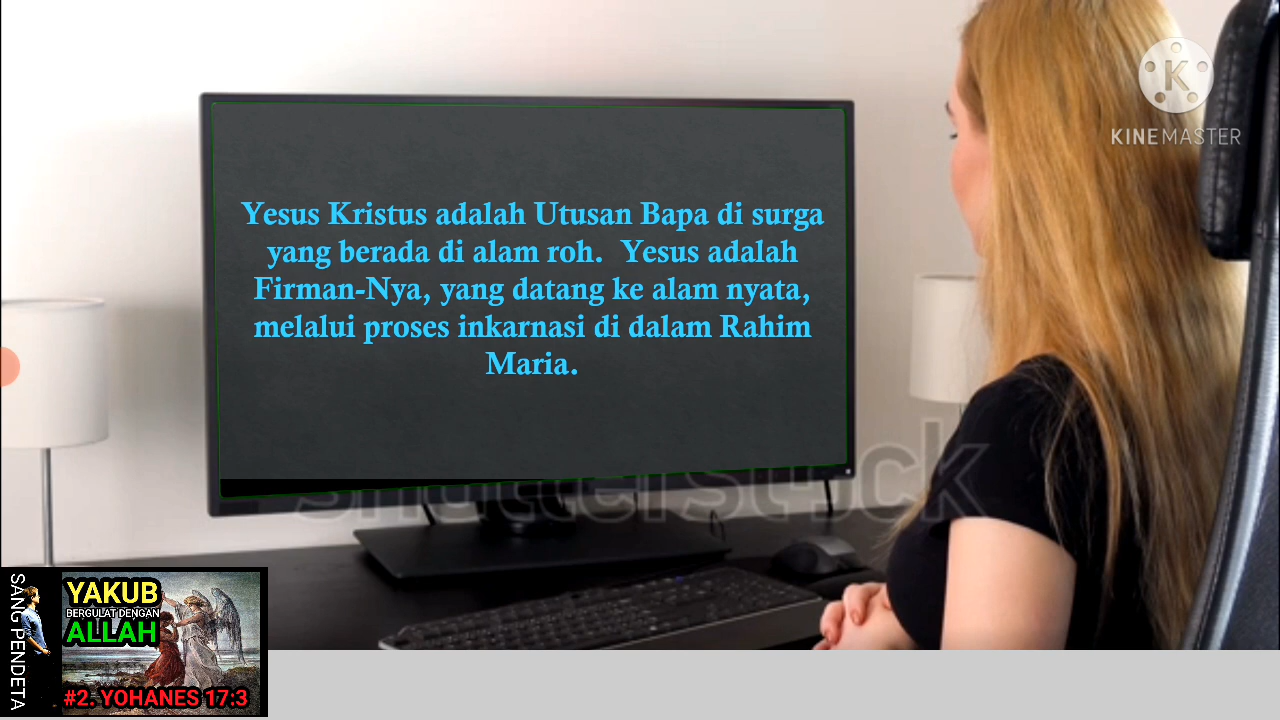 KINEMASTER
Yesus Kristus adalah Utusan Bapa di surga
yang berada di alam roh. Yesus adalah
Firman-Nya, yang datang ke alam nyata,
melalui proses inkarnasi di dalam Rahim
Maria.
shutterstock
SANG PENDETA
YAKUB
BERGULAT DENGAN
ALLAH
#2. YOHANES 17:3